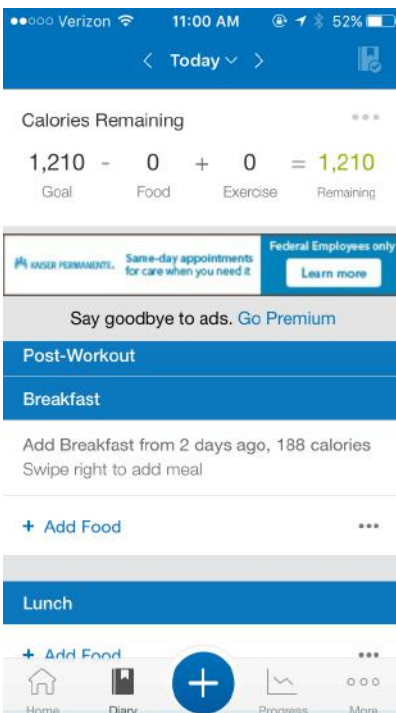 Verizon 11:00 AM 52%
Today
Calories Remaining
1,210 - 0 + 0 = 1,210
Goal Food Exercise Remaining
Federal Employees only
KAISER PERMANENTE. Same-day appointments
for care when you need it
Learn more
Say goodbye to ads. Go Premium
Post-Workout
Breakfast
Add Breakfast from 2 days ago, 188 calories
Swipe right to add meal
+ Add Food
Lunch
+ Add Food
Home Diary Progress More